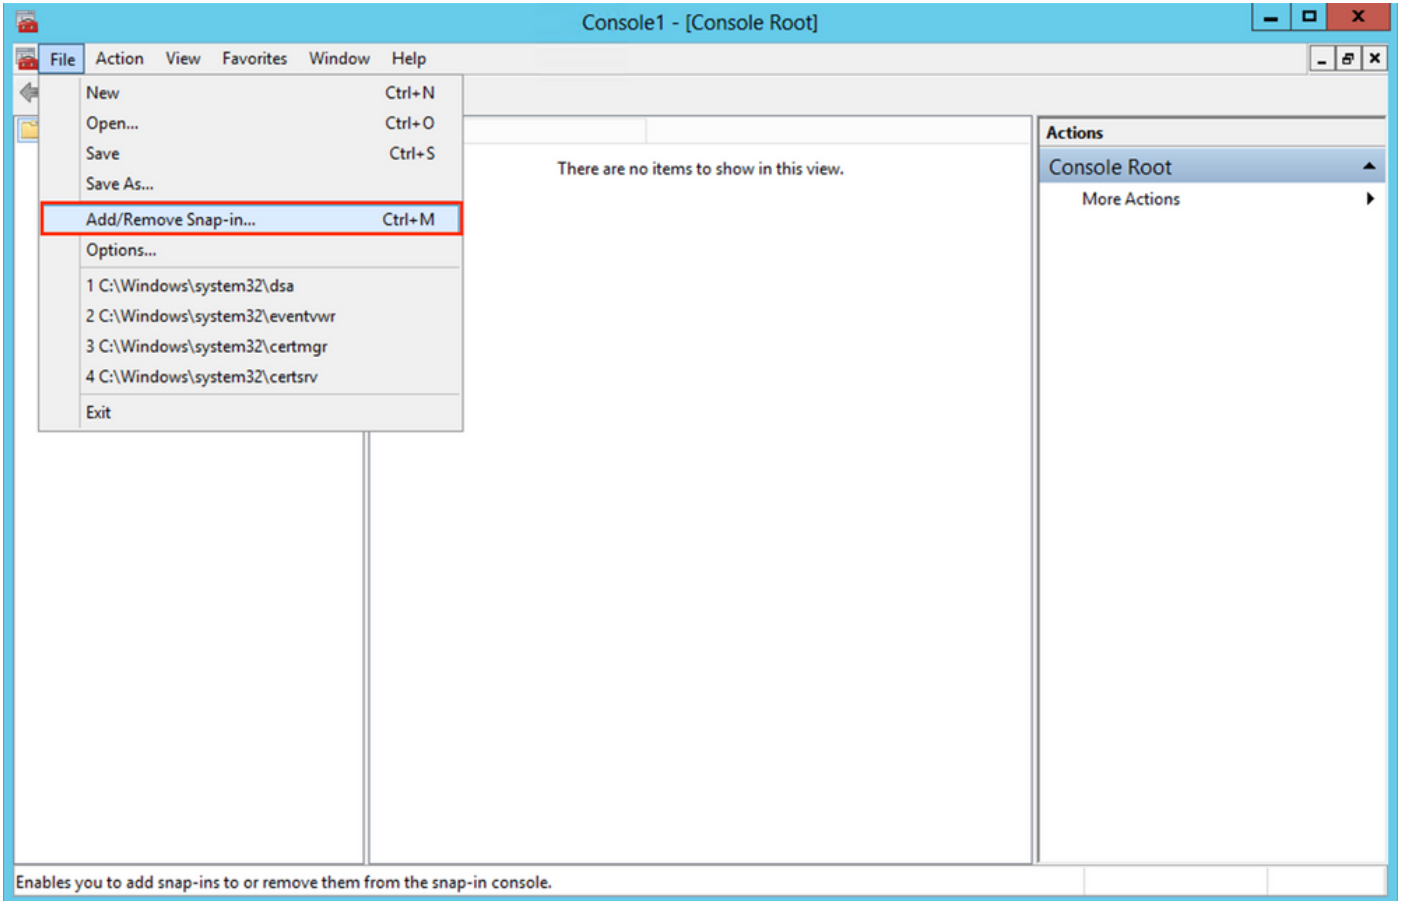 Console1 - [Console Root]
File Action View Favorites Window Help
New Ctrl+N
Open... Ctrl+O
Save Ctrl+S
Save As...
Add/Remove Snap-in... Ctrl+M
Options...
1 C:\Windows\system32\dsa
2 C:\Windows\system32\eventvwr
3 C:\Windows\system32\certmgr
4 C:\Windows\system32\certsrv
Exit
There are no items to show in this view.
Actions
Console Root
More Actions
Enables you to add snap-ins to or remove them from the snap-in console.